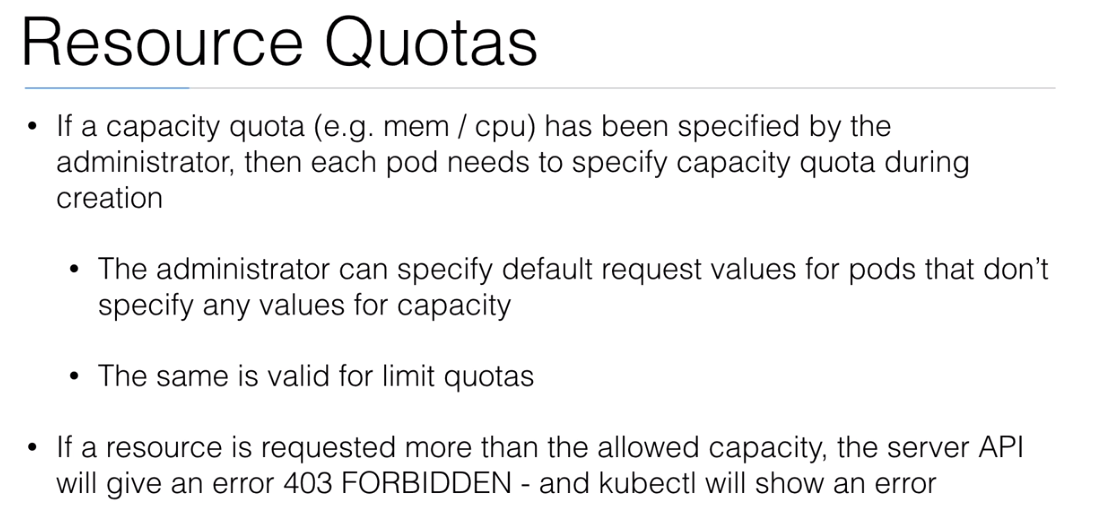 Resource Quotas
• If a capacity quota (e.g. mem / cpu) has been specified by the
administrator, then each pod needs to specify capacity quota during
creation
• The administrator can specify default request values for pods that don't
specify any values for capacity
• The same is valid for limit quotas
• If a resource is requested more than the allowed capacity, the server API
will give an error 403 FORBIDDEN - and kubectl will show an error